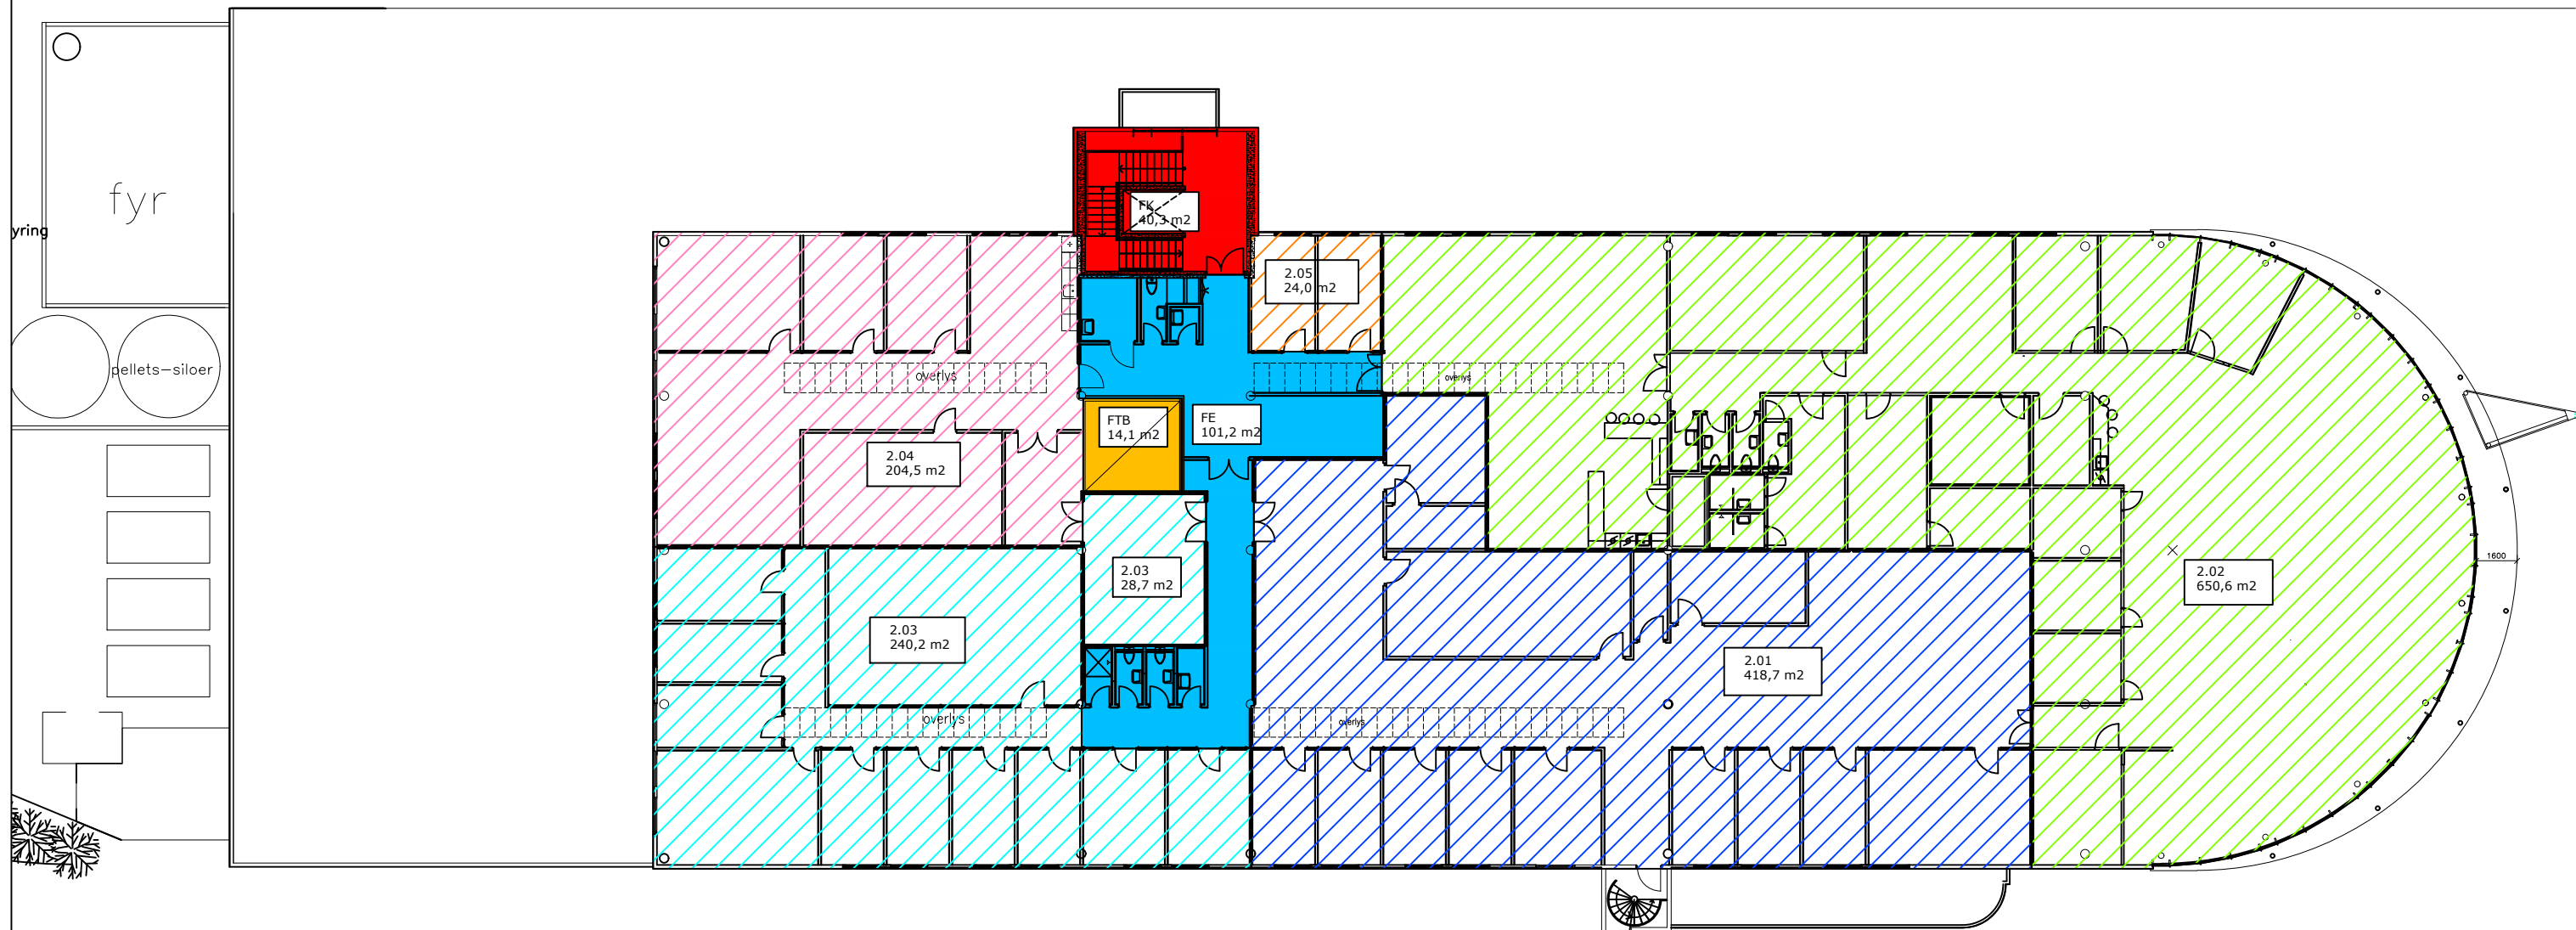 fyr
yring
pellets-siloer
FK
40,3 m2
2.05
24,0 m2
overlys
overlys
FTB
14,1 m2
FE
101,2 m2
2.04
204,5 m2
2.03
28,7 m2
1600
2.02
650,6 m2
2.03
240,2 m2
2.01
418,7 m2
overlys
overlys